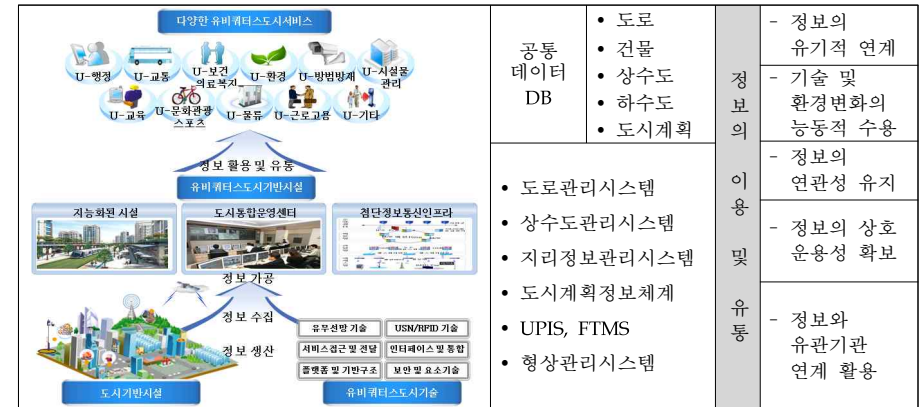 다양한 유비쿼터스도시서비스
U-행정
U-교통
U-보건
의료복지
U-환경
U-방범방재
U-시설물
관리
U-교육
U-문화관광
스포츠
U-물류
U-근로고용
U-기타
정보 활용 및 유통
유비쿼터스도시기반시설
지능화된 시설
도시통합운영센터
첨단정보통신인프라
정보 가공
정보 수집
정보 생산
유무선망 기술
USN/RFID 기술
서비스접근 및 전달
인터페이스 및 통합
플랫폼 및 기반구조
보안 및 요소기술
도시기반시설
유비쿼터스도시기술
공통
데이터
DB
• 도로
• 건물
• 상수도
• 하수도
• 도시계획
• 도로관리시스템
• 상수도관리시스템
• 지리정보관리시스템
• 도시계획정보체계
• UPIS, FTMS
• 형상관리시스템
정
보
의
이
용
및
유
통
- 정보의
유기적 연계
- 기술 및
환경변화의
능동적 수용
- 정보의
연관성 유지
- 정보의 상호
운용성 확보
- 정보와
유관기관
연계 활용